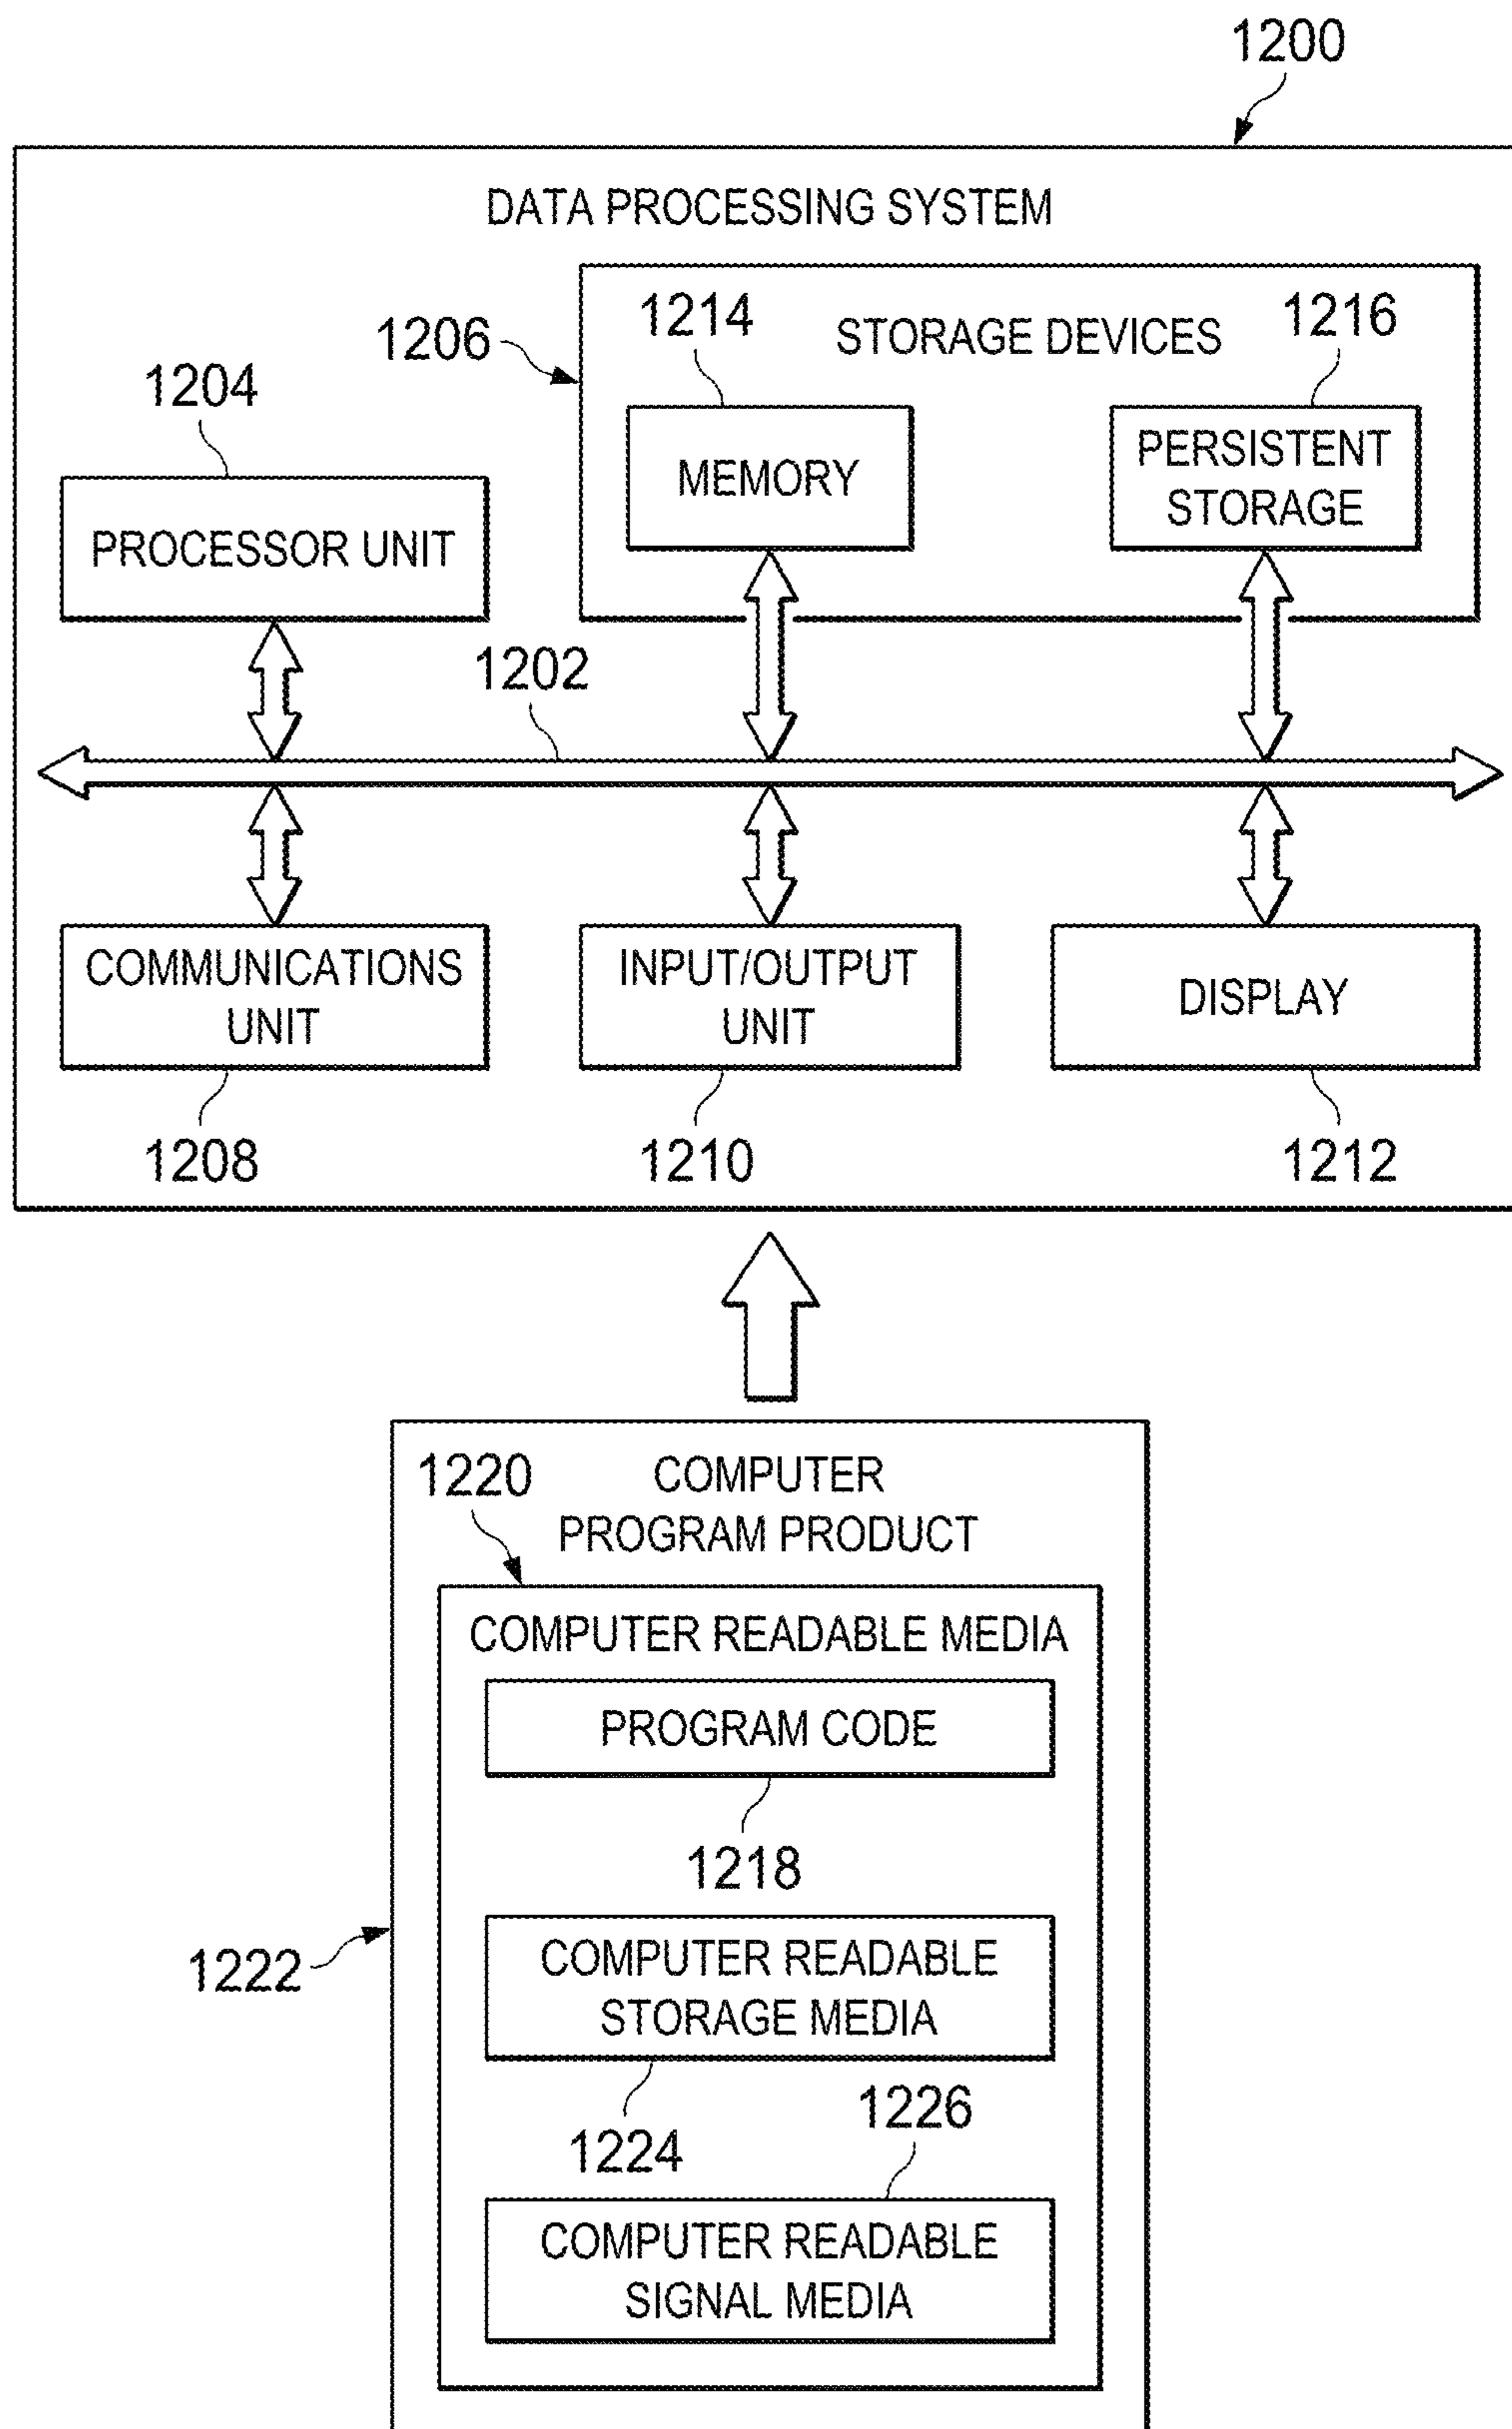 1200
DATA PROCESSING SYSTEM
1206
1214
STORAGE DEVICES
1216
1204
MEMORY
PERSISTENT
STORAGE
PROCESSOR UNIT
1202
COMMUNICATIONS
UNIT
INPUT/OUTPUT
UNIT
DISPLAY
1208
1210
1212
1220
COMPUTER
PROGRAM PRODUCT
COMPUTER READABLE MEDIA
PROGRAM CODE
1218
1222
COMPUTER READABLE
STORAGE MEDIA
1224
1226
COMPUTER READABLE
SIGNAL MEDIA